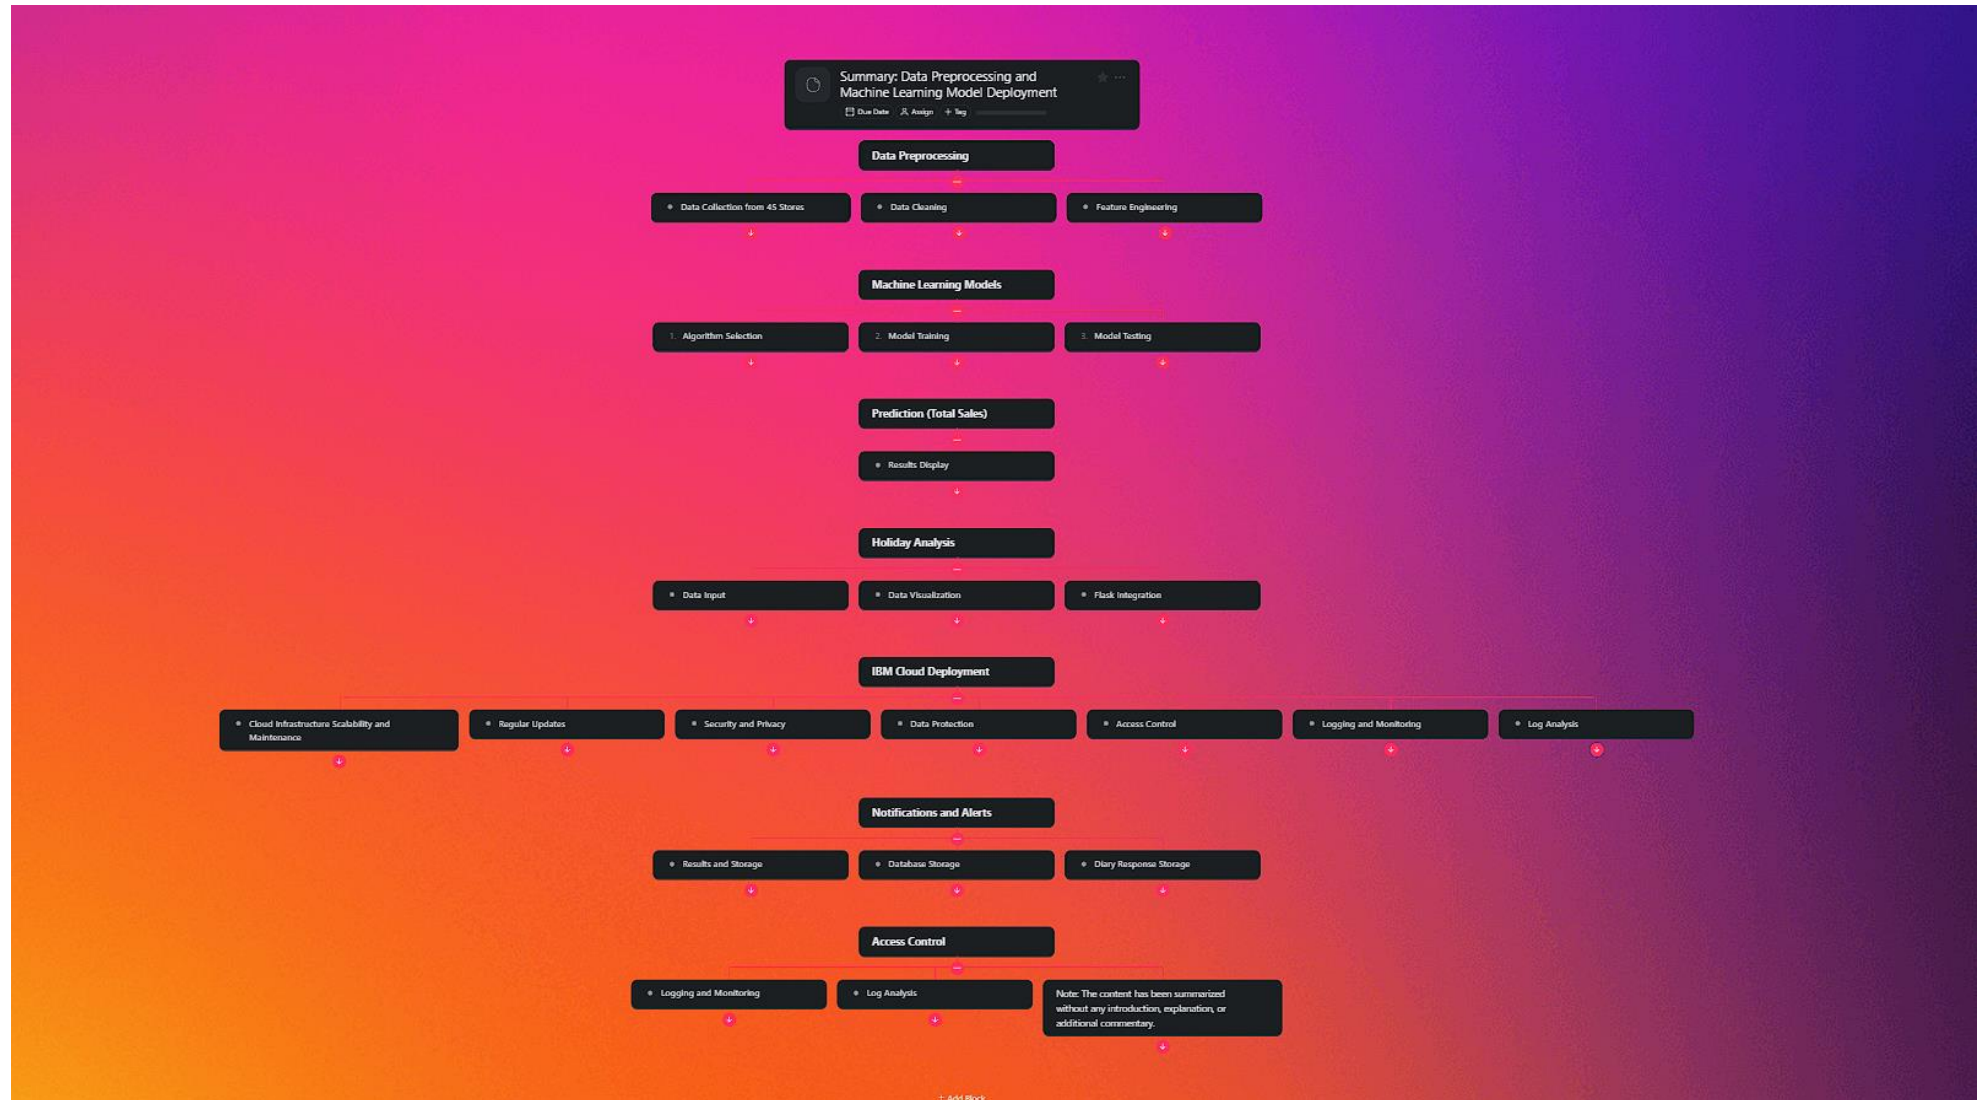 Summary: Data Preprocessing and
Machine Learning Model Deployment
Due Date Assign + Tag
Data Preprocessing
• Data Collection from 45 Stores
• Data Cleaning
• Feature Engineering
Machine Learning Models
1. Algorithm Selection
2. Model Training
3. Model Testing
Prediction (Total Sales)
• Results Display
Holiday Analysis
• Data Input
• Data Visualization
• Flask Integration
IBM Cloud Deployment
• Cloud Infrastructure Scalability and
Maintenance
• Regular Updates
• Security and Privacy
• Data Protection
• Access Control
• Logging and Monitoring
• Log Analysis
Notifications and Alerts
• Results and Storage
• Database Storage
• Diary Response Storage
Access Control
• Logging and Monitoring
• Log Analysis
Note: The content has been summarized
without any introduction, explanation, or
additional commentary.
+ Add Block